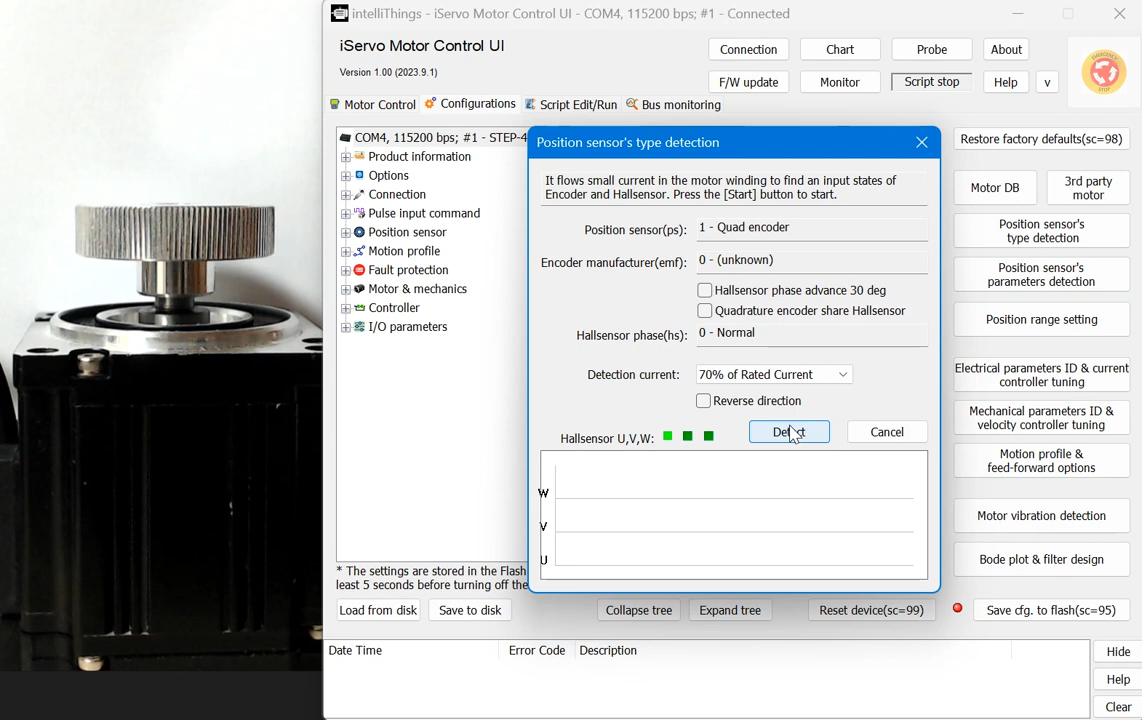 intelliThings - iServo Motor Control UI - COM4, 115200 bps; #1 - Connected
iServo Motor Control UI
Version 1.00 (2023.9.1)
Connection
Chart
Probe
About
F/W update
Monitor
Script stop
Help
v
EMERGENCY
STOP
Motor Control
Configurations
Script Edit/Run
Bus monitoring
COM4, 115200 bps; #1 - STEP-4
Product information
Options
Connection
Pulse input command
Position sensor
Motion profile
Fault protection
Motor & mechanics
Controller
I/O parameters
Position sensor's type detection
It flows small current in the motor winding to find an input states of
Encoder and Hallsensor. Press the [Start] button to start.
Position sensor(ps):
1 - Quad encoder
Encoder manufacturer(emf):
0 - (unknown)
Hallsensor phase advance 30 deg
Quadrature encoder share Hallsensor
Hallsensor phase(hs):
0 - Normal
Detection current:
70% of Rated Current
Reverse direction
Hallsensor U,V,W:
Detect
Cancel
W
V
U
Restore factory defaults(sc=98)
Motor DB
3rd party
motor
Position sensor's
type detection
Position sensor's
parameters detection
Position range setting
Electrical parameters ID & current
controller tuning
Mechanical parameters ID &
velocity controller tuning
Motion profile &
feed-forward options
Motor vibration detection
Bode plot & filter design
* The settings are stored in the Flash
least 5 seconds before turning off the
Load from disk
Save to disk
Collapse tree
Expand tree
Reset device(sc=99)
Save cfg. to flash(sc=95)
Date Time
Error Code
Description
Hide
Help
Clear